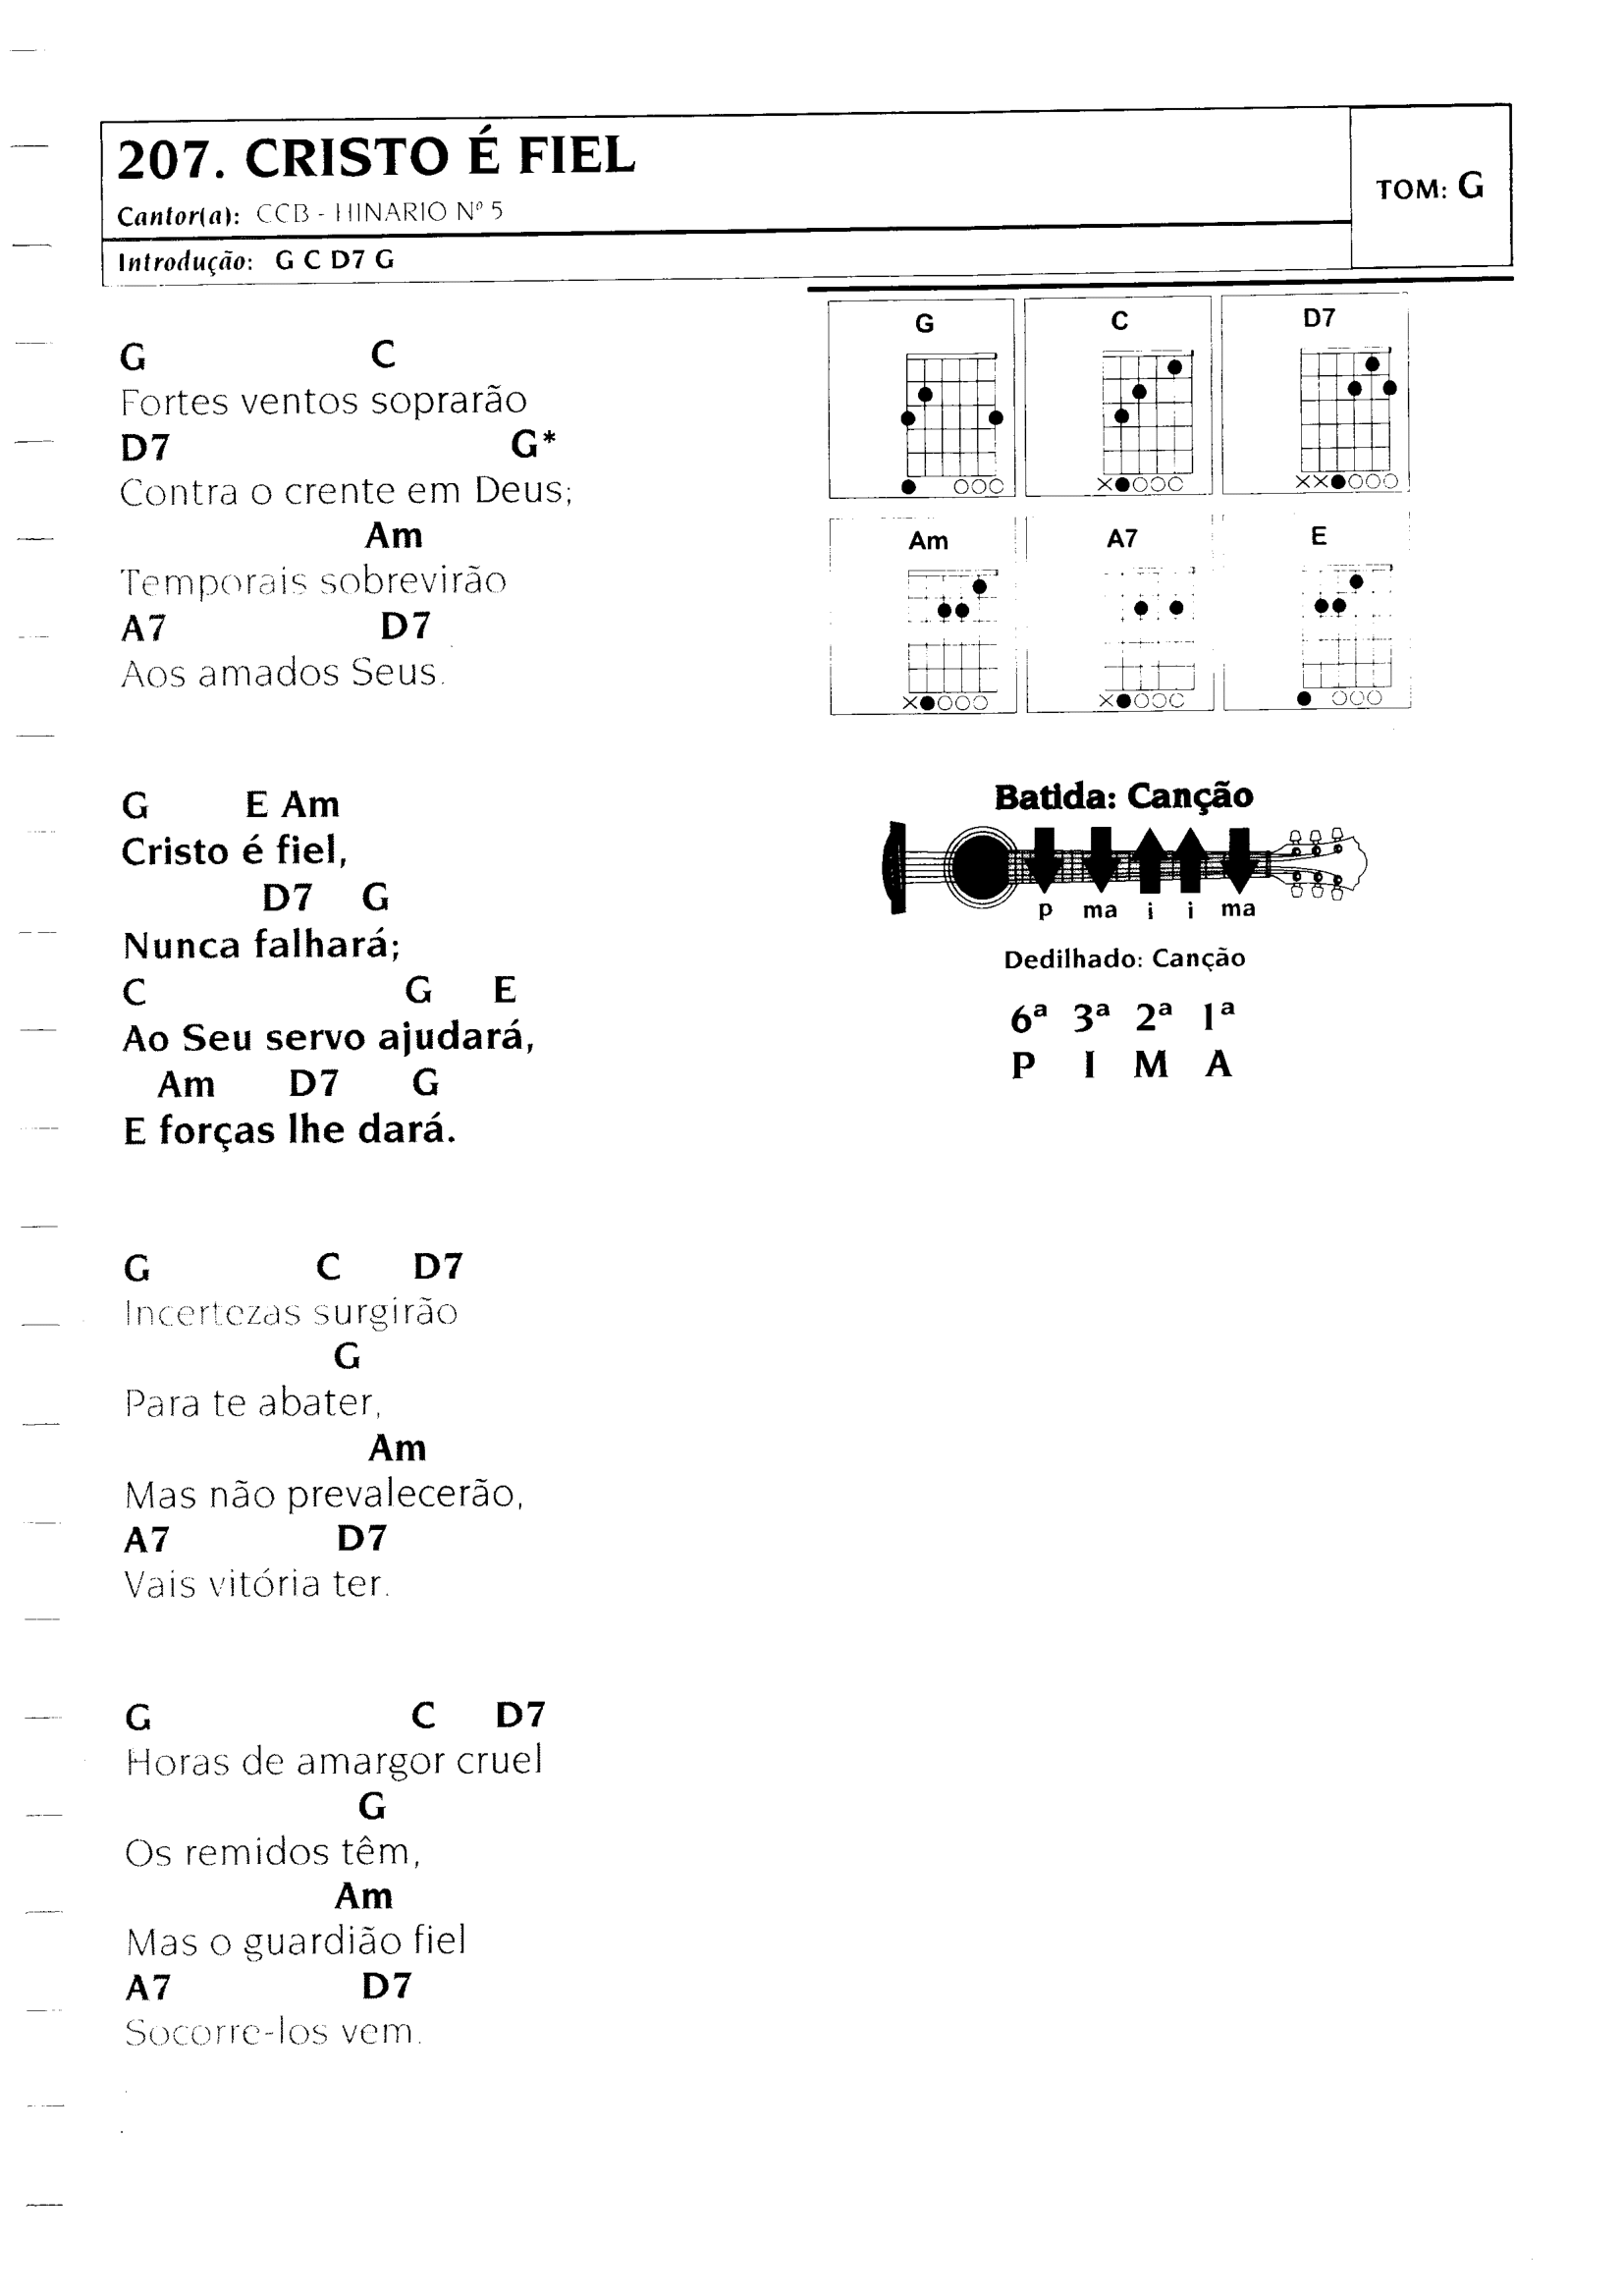 207. CRISTO É FIEL
Cantor(a): CCB - HINARIO Nº 5
TOM: G
Introdução: G C D7 G
G C
Fortes ventos soprarão
D7 G*
Contra o crente em Deus;
Am
Temporais sobrevirão
A7 D7
Aos amados Seus.
G E Am
Cristo é fiel,
D7 G
Nunca falhará;
C G E
Ao Seu servo ajudará,
Am D7 G
E forças lhe dará.
G C D7
Incertezas surgirão
G
Para te abater,
Am
Mas não prevalecerão,
A7 D7
Vais vitória ter.
G C D7
Horas de amargor cruel
G
Os remidos têm,
Am
Mas o guardião fiel
A7 D7
Socorre-los vem.
G C D7
Am A7 E
Batida: Canção
p ma i i ma
Dedilhado: Canção
6ª 3ª 2ª 1ª
P I M A